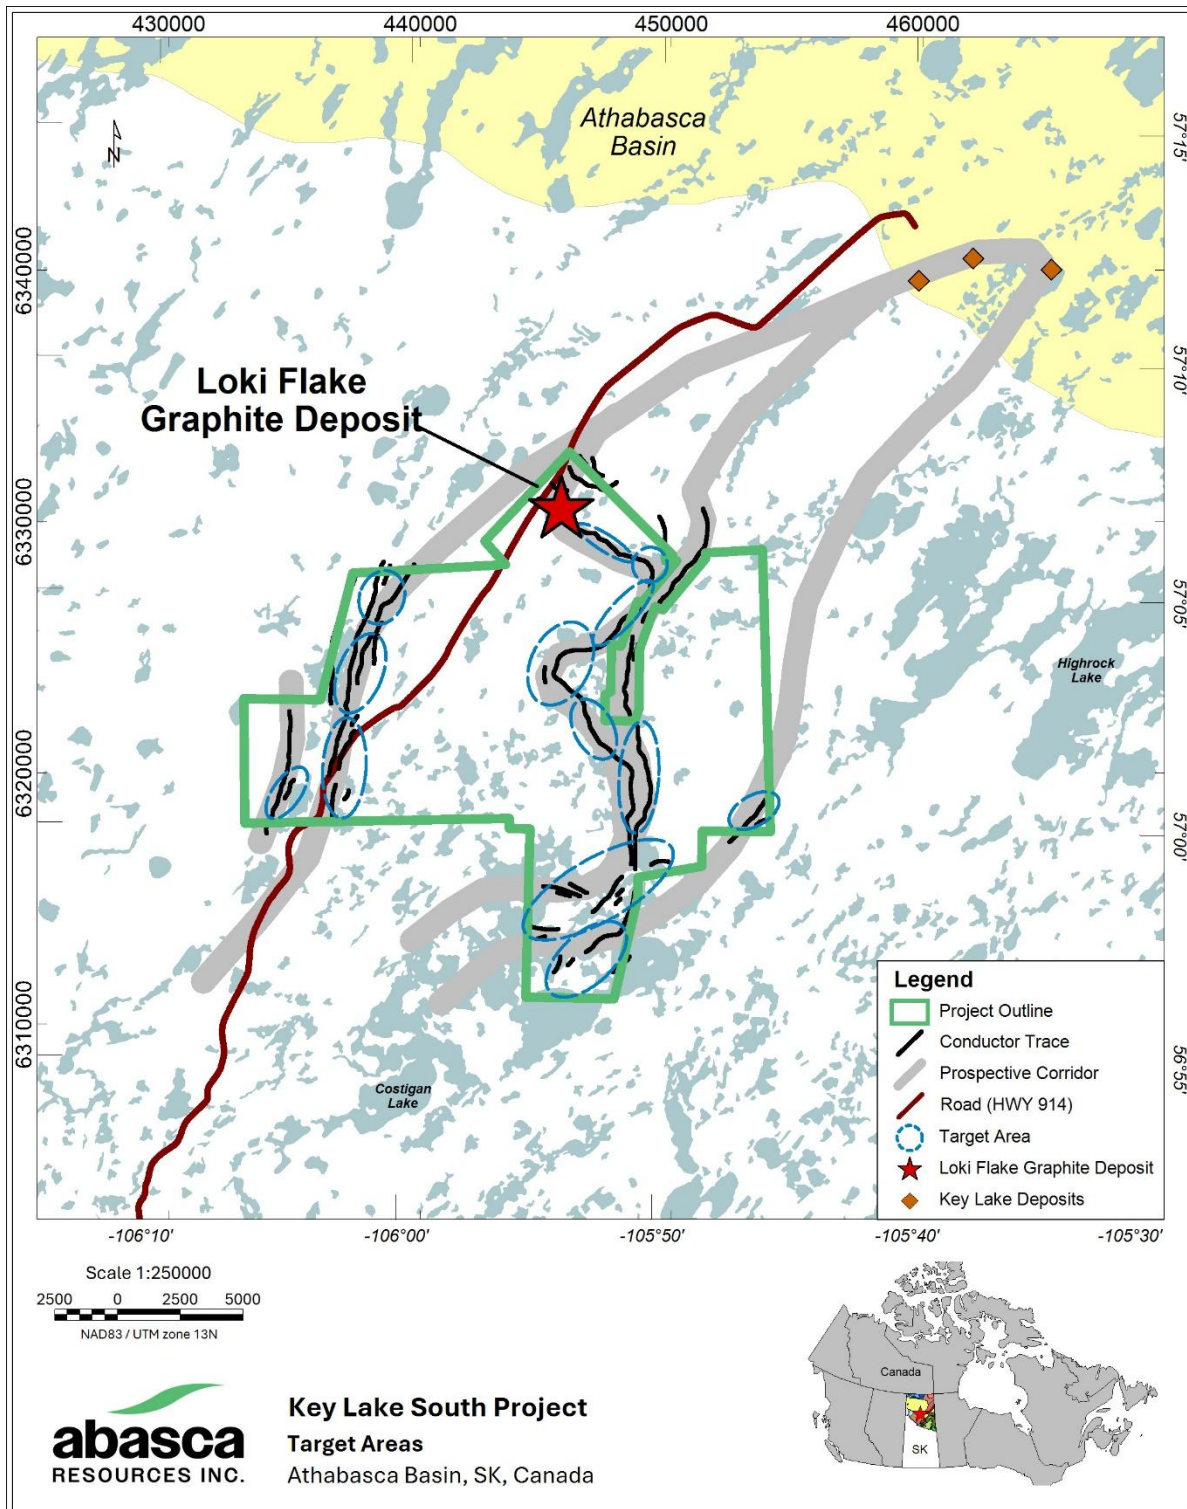 430000 440000 450000 460000
Athabasca
Basin
N
57°15'
6340000
57°10'
Loki Flake
Graphite Deposit
6330000
57°05'
Highrock
Lake
6320000
57°00'
6310000
56°55'
Costigan
Lake
Legend
Project Outline
Conductor Trace
Prospective Corridor
Road (HWY 914)
Target Area
Loki Flake Graphite Deposit
Key Lake Deposits
-106°10' -106°00' -105°50' -105°40' -105°30'
Scale 1:250000
2500 0 2500 5000
NAD83 / UTM zone 13N
Canada
SK
abasca
RESOURCES INC.
Key Lake South Project
Target Areas
Athabasca Basin, SK, Canada